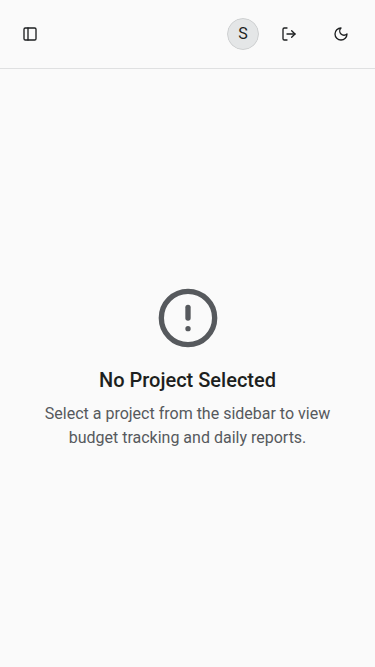 S
No Project Selected
Select a project from the sidebar to view
budget tracking and daily reports.